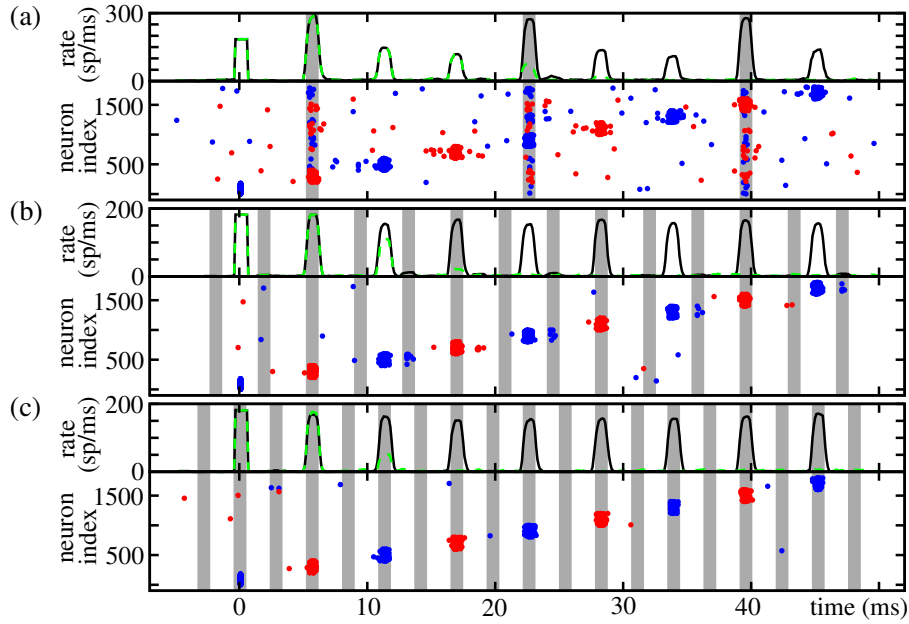 (a)
rate
(sp/ms)
300
0
neuron
index
1500
500
(b)
rate
(sp/ms)
200
0
neuron
index
1500
500
(c)
rate
(sp/ms)
200
0
neuron
index
1500
500
0 10 20 30 40 time (ms)